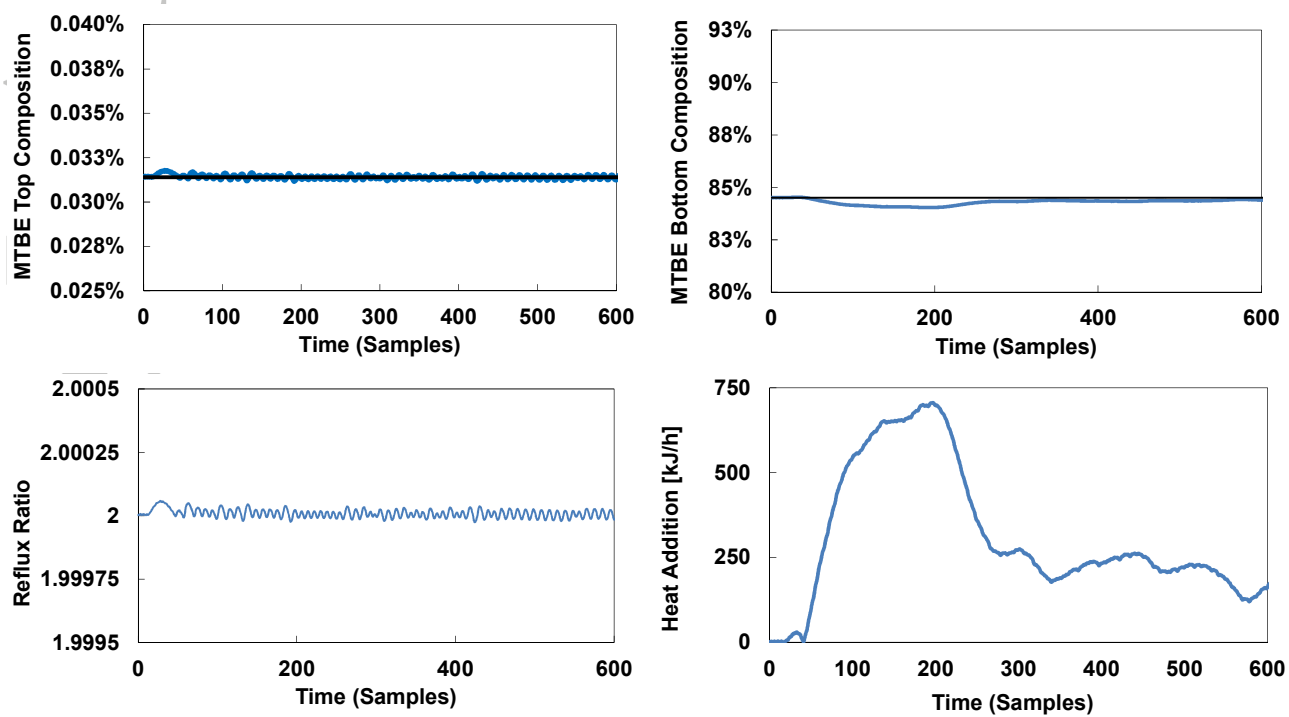 MTBE Top Composition
0.040%
0.038%
0.035%
0.033%
0.030%
0.028%
0.025%
0 100 200 300 400 500 600
Time (Samples)
MTBE Bottom Composition
93%
90%
88%
85%
83%
80%
0 200 400 600
Time (Samples)
Reflux Ratio
2.0005
2.00025
2
1.99975
1.9995
0 200 400 600
Time (Samples)
Heat Addition [kJ/h]
750
500
250
0
0 100 200 300 400 500 600
Time (Samples)